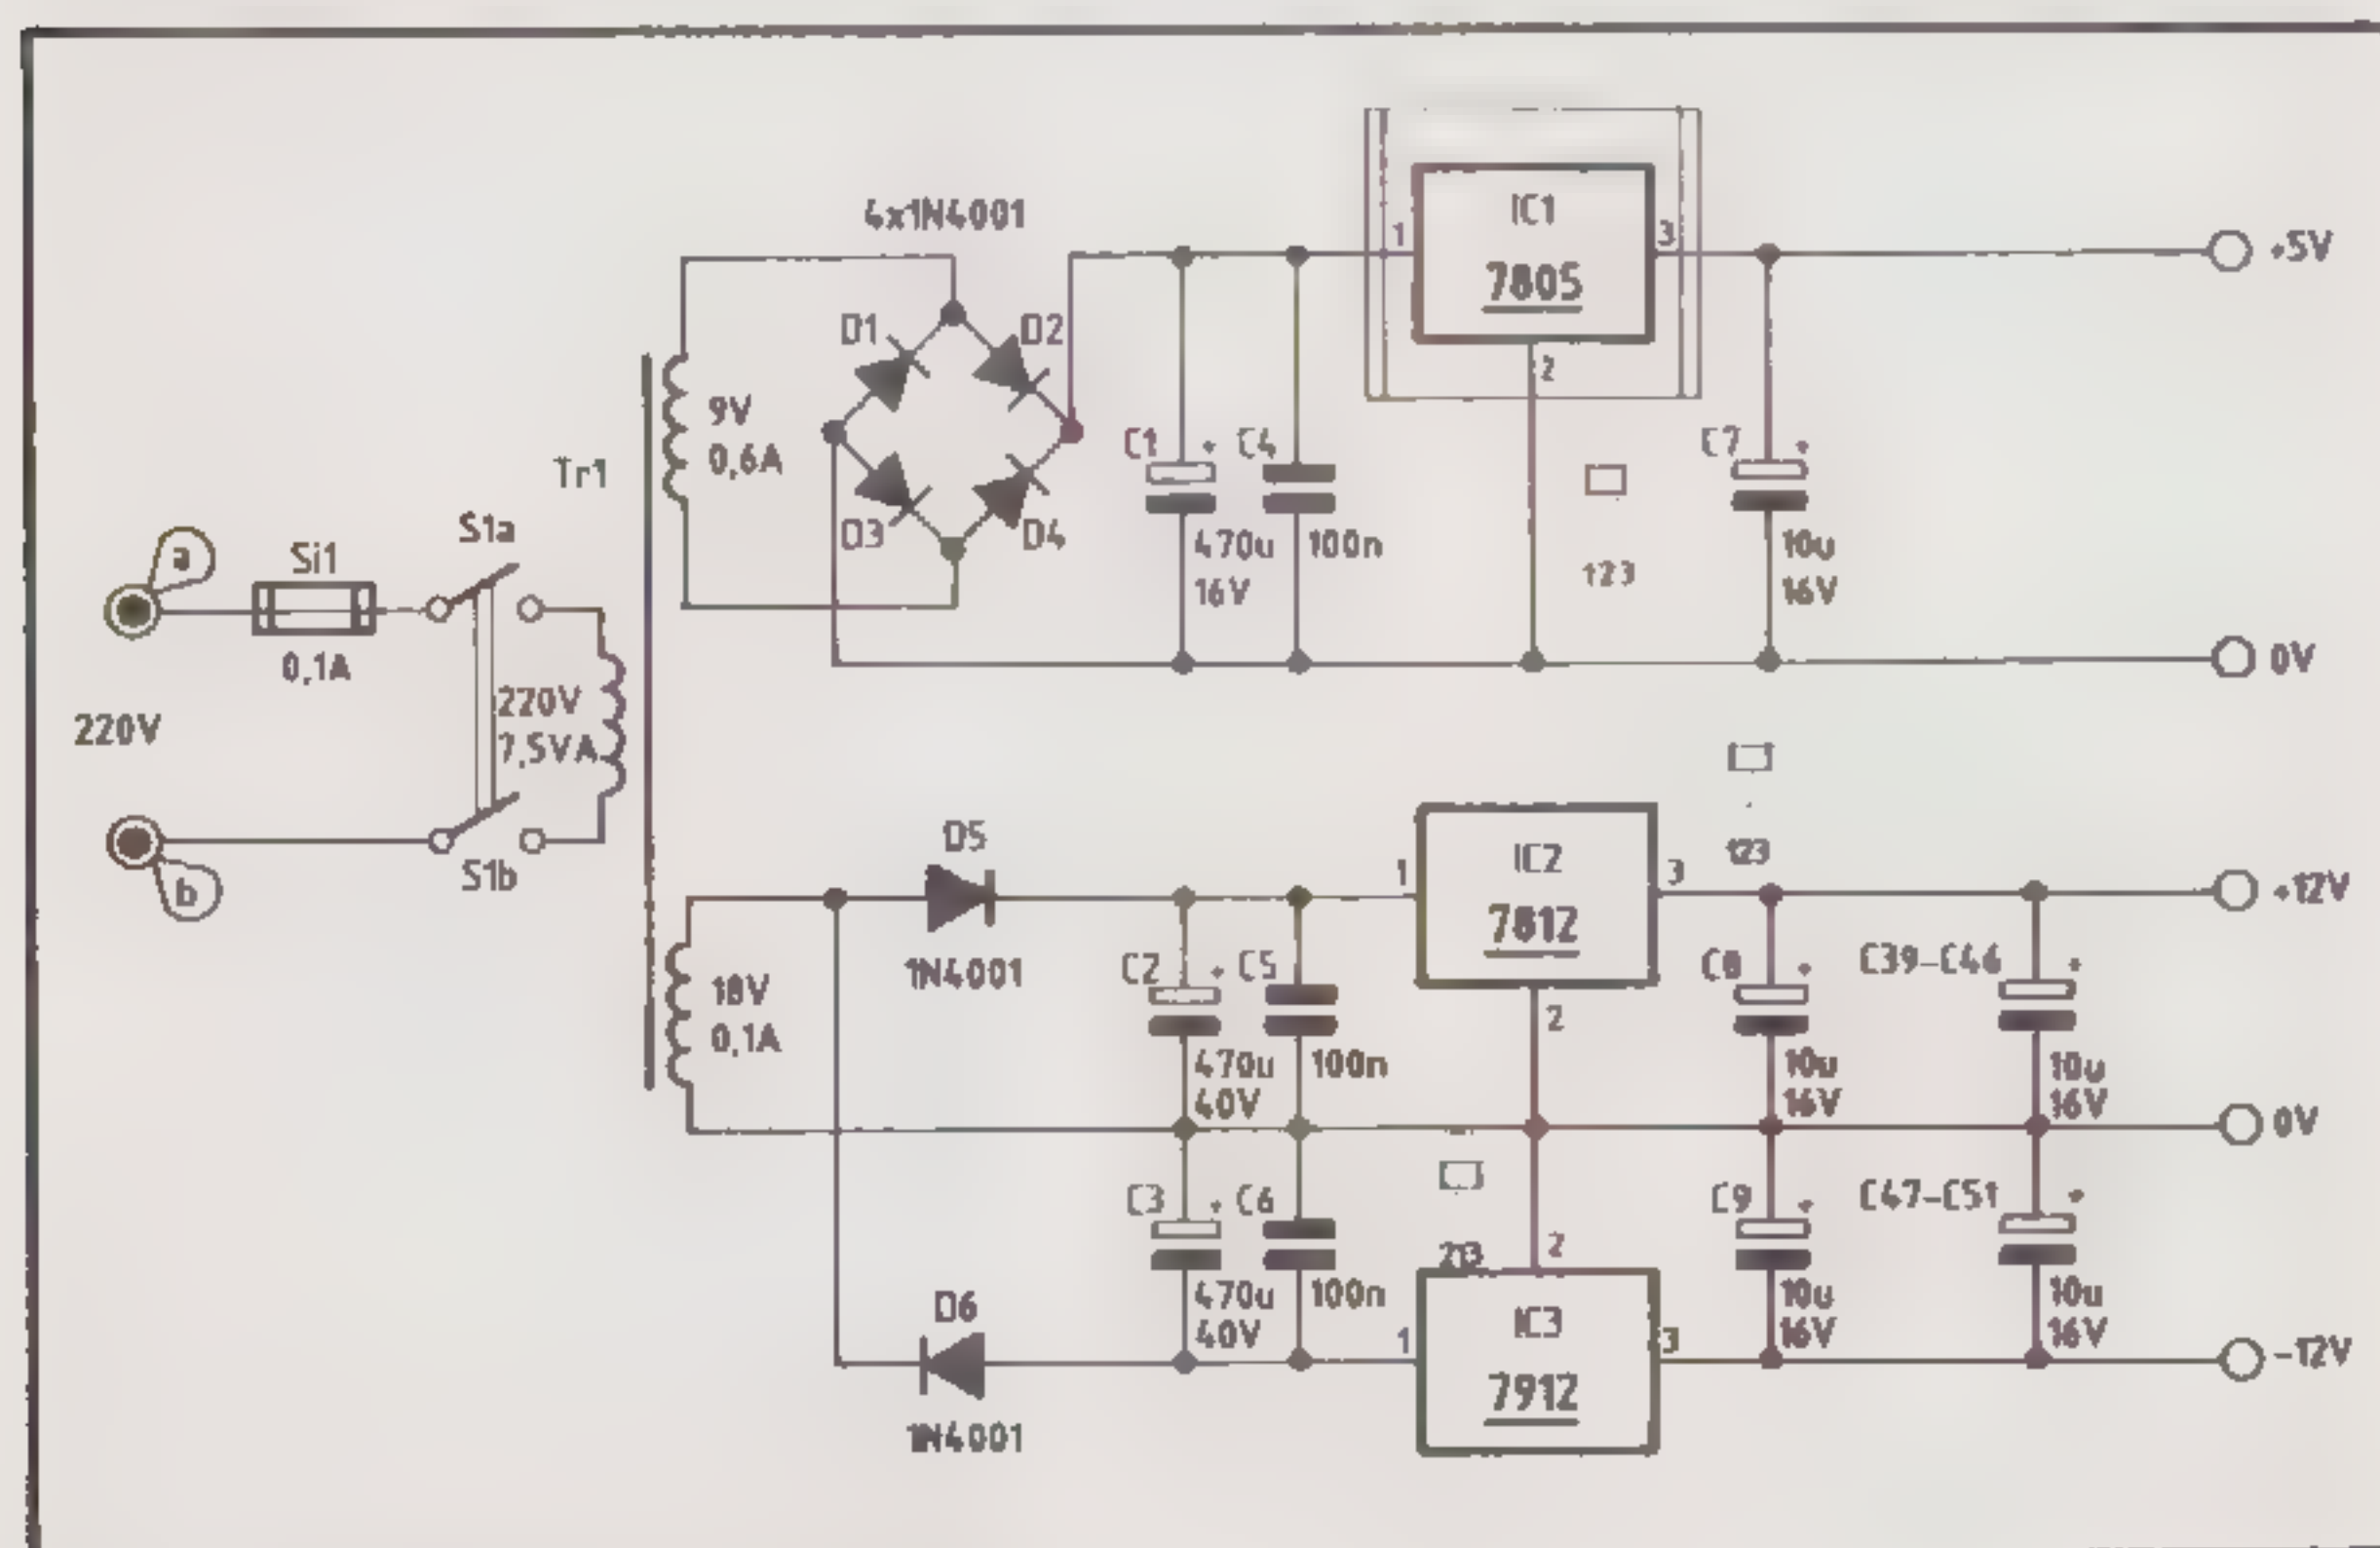 4x1N4001
IC1
7805
1
3
2
+5V
D1
D2
9V
0,6A
D3
D4
Tr1
C1
+
470u
16V
C4
100n
123
C7
+
10u
16V
0V
a
Si1
0,1A
S1a
220V
220V
7,5VA
S1b
b
D5
1N4001
18V
0,1A
C2
+
470u
40V
C5
100n
IC2
7812
1
3
2
123
C8
+
10u
16V
C39-C46
+
10u
16V
+12V
0V
C3
+
470u
40V
C6
100n
213
2
IC3
7912
1
3
C9
+
10u
16V
C47-C51
+
10u
16V
-12V
D6
1N4001